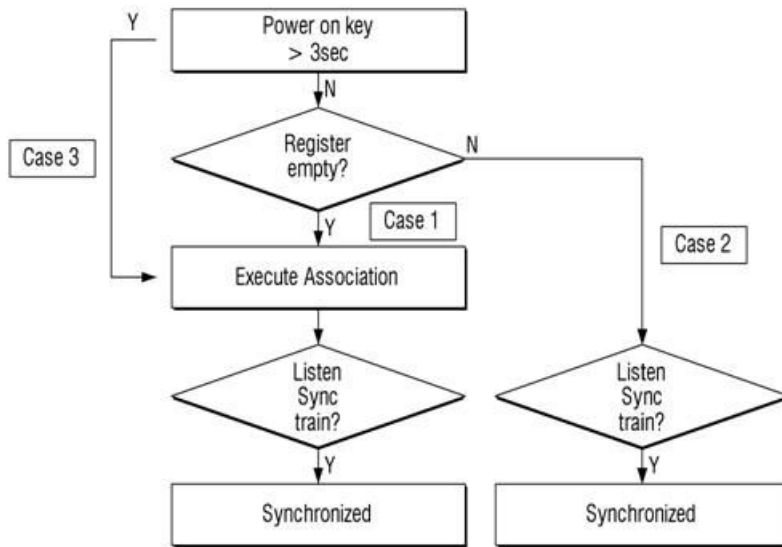 Y
Power on key
> 3sec
N
Register
empty?
N
Case 3
Y
Case 1
Case 2
Execute Association
Listen
Sync
train?
Listen
Sync
train?
Y
Y
Synchronized
Synchronized